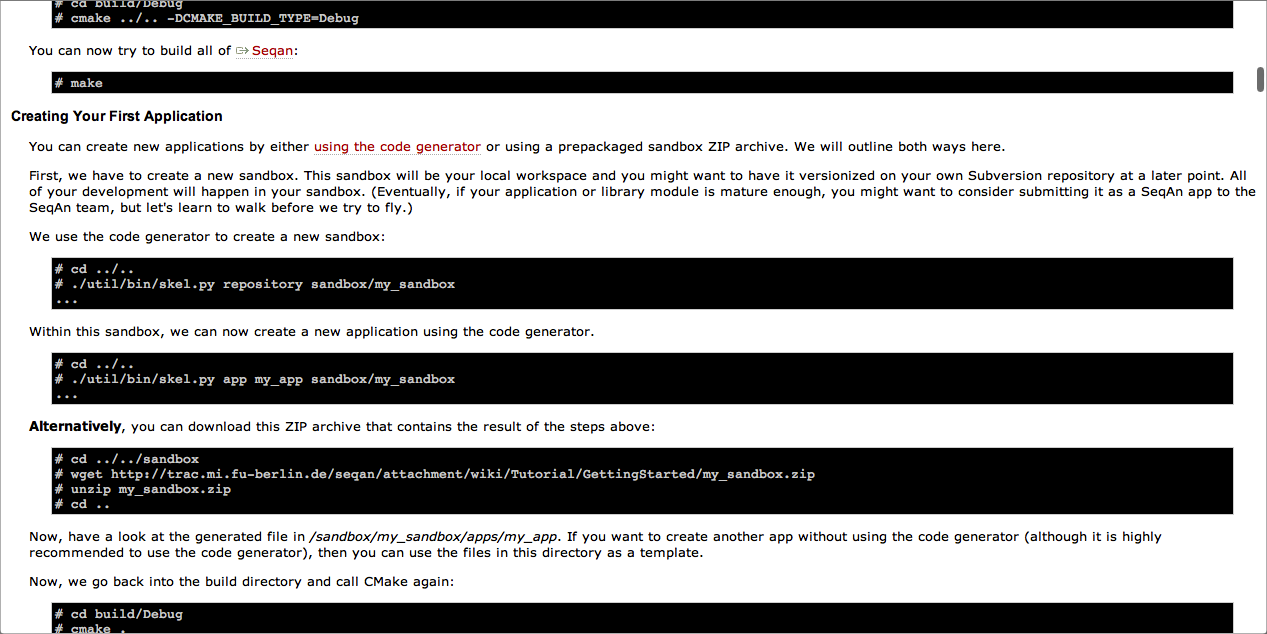 # cd build/Debug
# cmake ../.. -DCMAKE_BUILD_TYPE=Debug
You can now try to build all of Seqan:
# make
Creating Your First Application
You can create new applications by either using the code generator or using a prepackaged sandbox ZIP archive. We will outline both ways here.
First, we have to create a new sandbox. This sandbox will be your local workspace and you might want to have it versionized on your own Subversion repository at a later point. All
of your development will happen in your sandbox. (Eventually, if your application or library module is mature enough, you might want to consider submitting it as a SeqAn app to the
SeqAn team, but let's learn to walk before we try to fly.)
We use the code generator to create a new sandbox:
# cd ../..
# ./util/bin/skel.py repository sandbox/my_sandbox
...
Within this sandbox, we can now create a new application using the code generator.
# cd ../..
# ./util/bin/skel.py app my_app sandbox/my_sandbox
...
Alternatively, you can download this ZIP archive that contains the result of the steps above:
# cd ../../sandbox
# wget http://trac.mi.fu-berlin.de/seqan/attachment/wiki/Tutorial/GettingStarted/my_sandbox.zip
# unzip my_sandbox.zip
# cd ..
Now, have a look at the generated file in /sandbox/my_sandbox/apps/my_app. If you want to create another app without using the code generator (although it is highly
recommended to use the code generator), then you can use the files in this directory as a template.
Now, we go back into the build directory and call CMake again:
# cd build/Debug
# cmake .